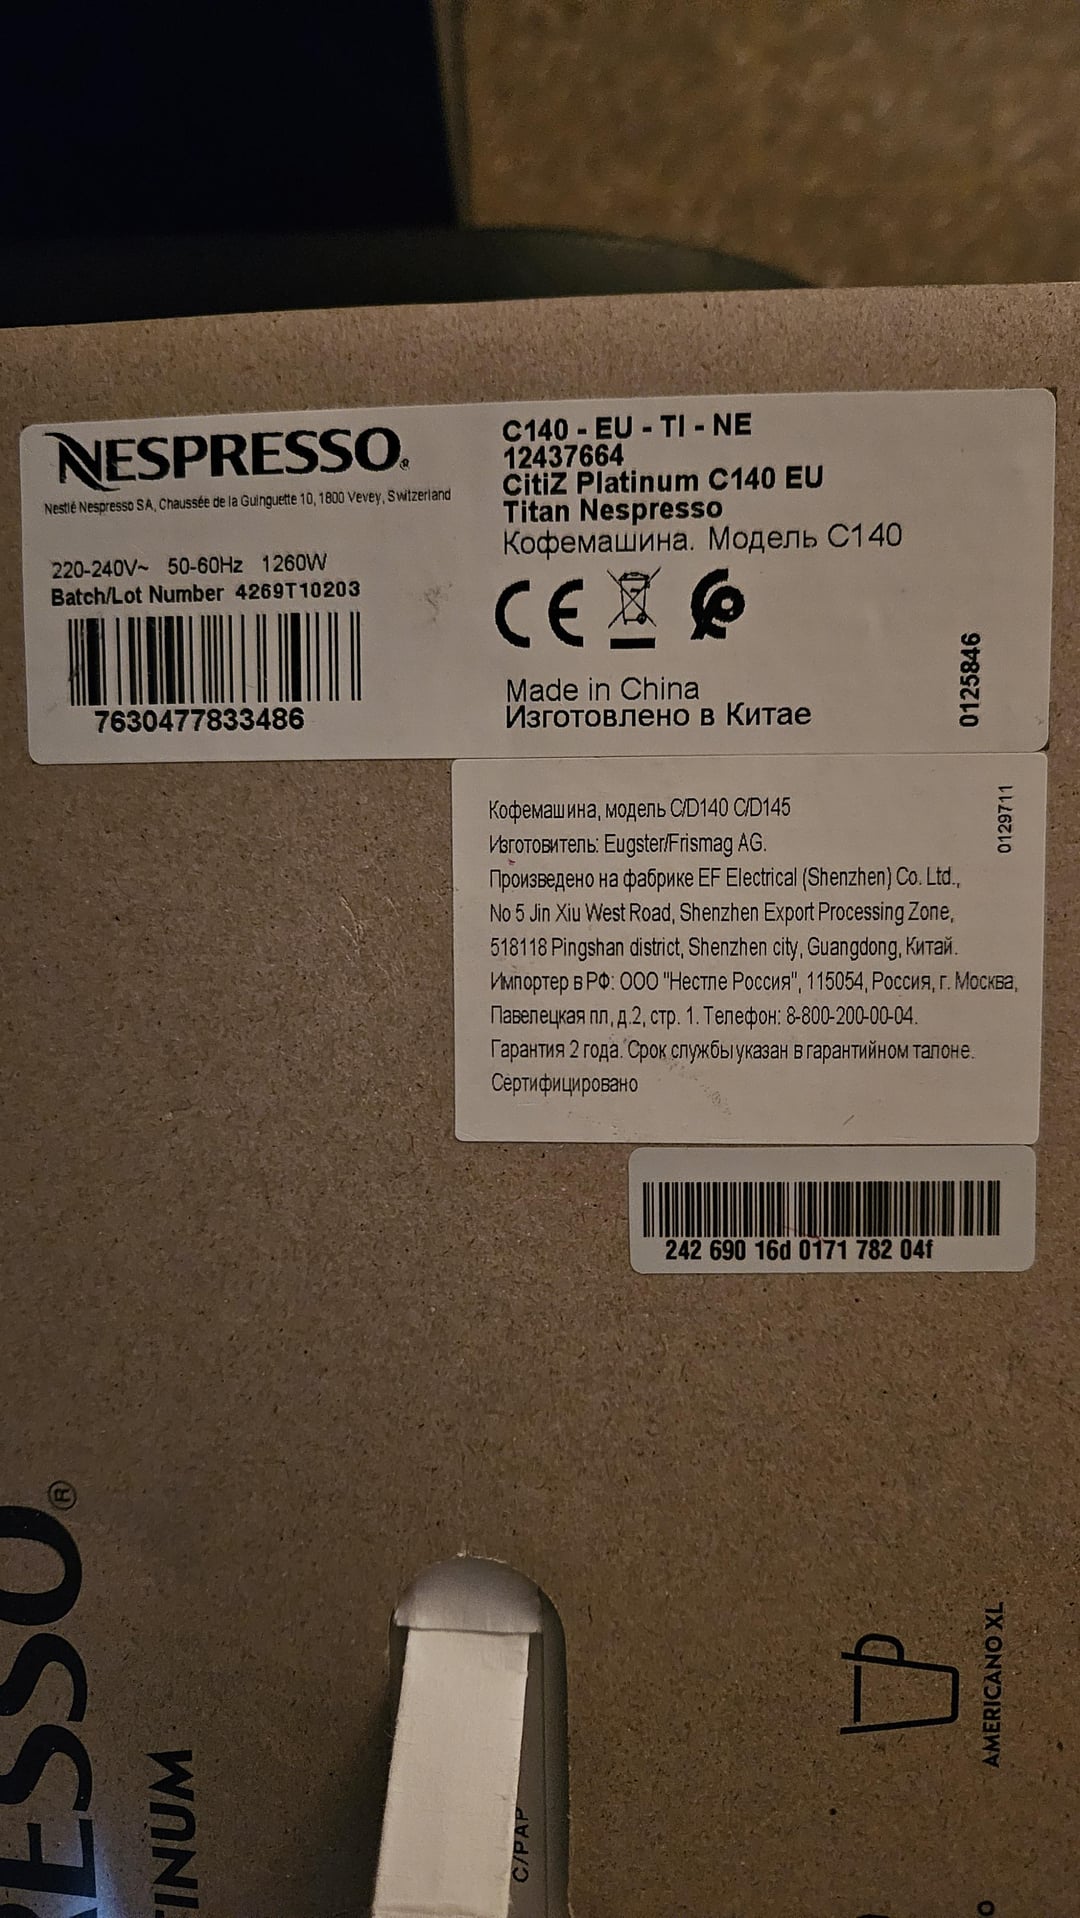 NESPRESSO®
Nestlé Nespresso SA, Chaussée de la Guinguette 10, 1800 Vevey, Switzerland
220-240V~ 50-60Hz 1260W
Batch/Lot Number 4269T10203
7630477833486
C140 - EU - TI - NE
12437664
CitiZ Platinum C140 EU
Titan Nespresso
Кофемашина. Модель C140
CE
Made in China
Изготовлено в Китае
0125846
Кофемашина, модель C/D140 C/D145
Изготовитель: Eugster/Frismag AG.
Произведено на фабрике EF Electrical (Shenzhen) Co. Ltd.,
No 5 Jin Xiu West Road, Shenzhen Export Processing Zone,
518118 Pingshan district, Shenzhen city, Guangdong, Китай.
Импортер в РФ: ООО "Нестле Россия", 115054, Россия, г. Москва,
Павелецкая пл, д.2, стр. 1. Телефон: 8-800-200-00-04.
Гарантия 2 года. Срок службы указан в гарантийном талоне.
Сертифицировано
0129711
242 690 16d 0171 782 04f
ESSO®
TINUM
C/PAP
AMERICANO XL